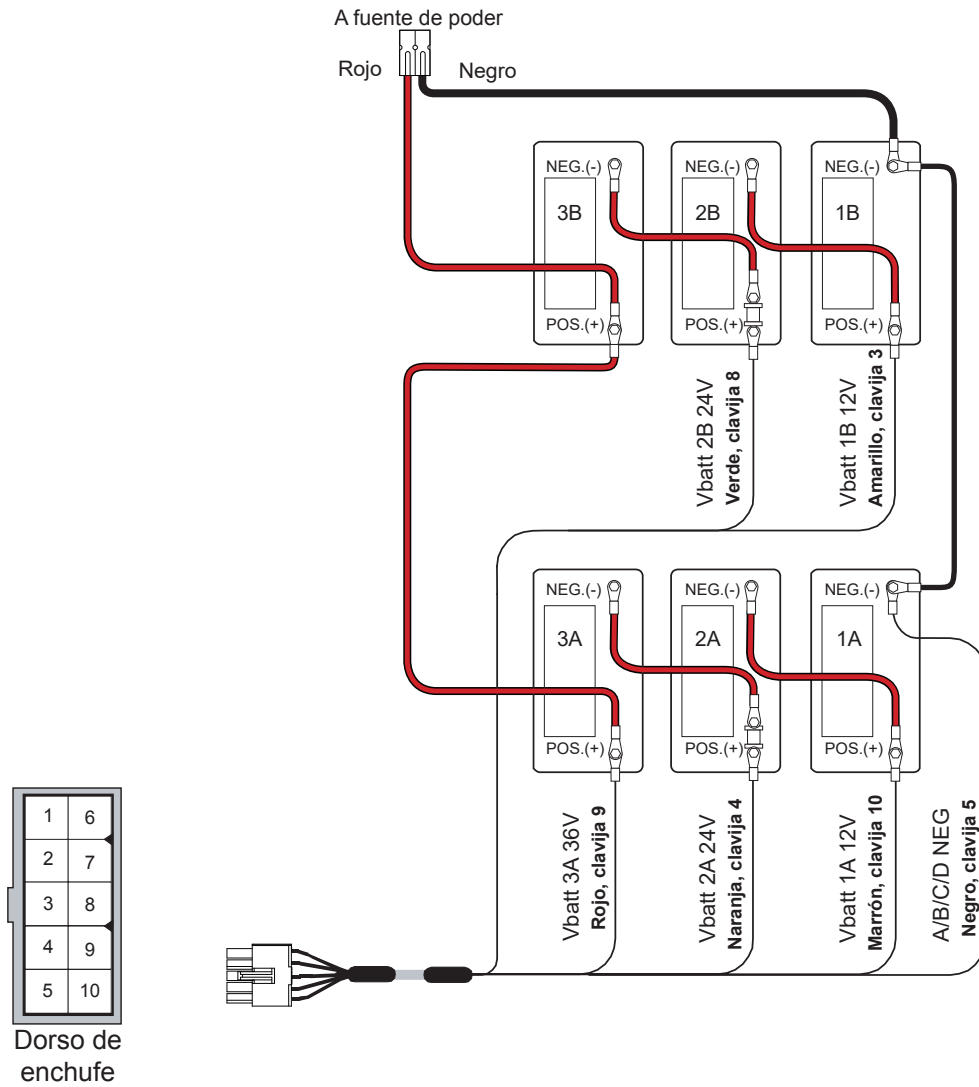 A fuente de poder
Rojo
Negro
NEG.(-)
NEG.(-)
NEG.(-)
3B
2B
1B
POS.(+)
POS.(+)
POS.(+)
Vbatt 2B 24V
Verde, clavija 8
Vbatt 1B 12V
Amarillo, clavija 3
NEG.(-)
NEG.(-)
NEG.(-)
3A
2A
1A
POS.(+)
POS.(+)
POS.(+)
Vbatt 3A 36V
Rojo, clavija 9
Vbatt 2A 24V
Naranja, clavija 4
Vbatt 1A 12V
Marrón, clavija 10
A/B/C/D NEG
Negro, clavija 5
1 6
2 7
3 8
4 9
5 10
Dorso de
enchufe